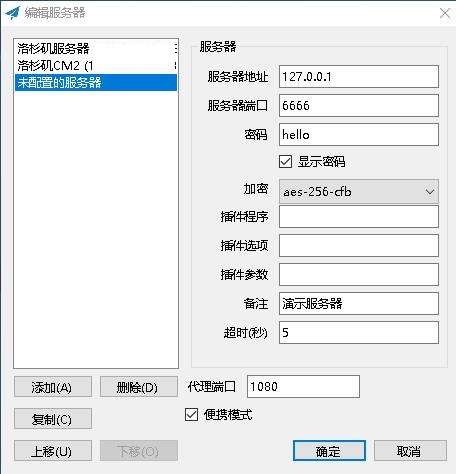 编辑服务器
洛杉矶服务器
洛杉矶CM2 (1
未配置的服务器
服务器
服务器地址 127.0.0.1
服务器端口 6666
密码 hello
显示密码
加密 aes-256-cfb
插件程序
插件选项
插件参数
备注 演示服务器
超时(秒) 5
添加(A) 删除(D) 代理端口 1080
复制(C) 便携模式
上移(U) 下移(O) 确定 取消